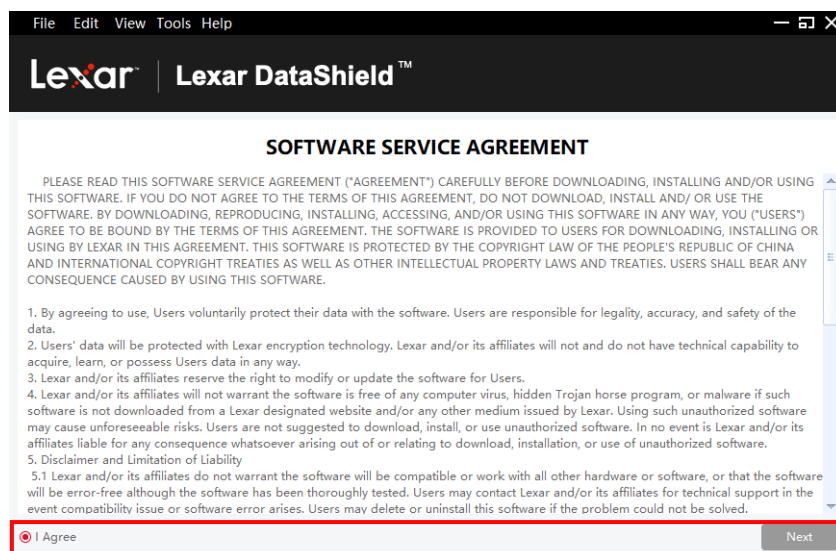 File Edit View Tools Help
Lexar™ | Lexar DataShield™
SOFTWARE SERVICE AGREEMENT
PLEASE READ THIS SOFTWARE SERVICE AGREEMENT ("AGREEMENT") CAREFULLY BEFORE DOWNLOADING, INSTALLING AND/OR USING
THIS SOFTWARE. IF YOU DO NOT AGREE TO THE TERMS OF THIS AGREEMENT, DO NOT DOWNLOAD, INSTALL AND/ OR USE THE
SOFTWARE. BY DOWNLOADING, REPRODUCING, INSTALLING, ACCESSING, AND/OR USING THIS SOFTWARE IN ANY WAY, YOU ("USERS")
AGREE TO BE BOUND BY THE TERMS OF THIS AGREEMENT. THE SOFTWARE IS PROVIDED TO USERS FOR DOWNLOADING, INSTALLING OR
USING BY LEXAR IN THIS AGREEMENT. THIS SOFTWARE IS PROTECTED BY THE COPYRIGHT LAW OF THE PEOPLE'S REPUBLIC OF CHINA
AND INTERNATIONAL COPYRIGHT TREATIES AS WELL AS OTHER INTELLECTUAL PROPERTY LAWS AND TREATIES. USERS SHALL BEAR ANY
CONSEQUENCE CAUSED BY USING THIS SOFTWARE.
1. By agreeing to use, Users voluntarily protect their data with the software. Users are responsible for legality, accuracy, and safety of the
data.
2. Users' data will be protected with Lexar encryption technology. Lexar and/or its affiliates will not and do not have technical capability to
acquire, learn, or possess Users data in any way.
3. Lexar and/or its affiliates reserve the right to modify or update the software for Users.
4. Lexar and/or its affiliates will not warrant the software is free of any computer virus, hidden Trojan horse program, or malware if such
software is not downloaded from a Lexar designated website and/or any other medium issued by Lexar. Using such unauthorized software
may cause unforeseeable risks. Users are not suggested to download, install, or use unauthorized software. In no event is Lexar and/or its
affiliates liable for any consequence whatsoever arising out of or relating to download, installation, or use of unauthorized software.
5. Disclaimer and Limitation of Liability
5.1 Lexar and/or its affiliates do not warrant the software will be compatible or work with all other hardware or software, or that the software
will be error-free although the software has been thoroughly tested. Users may contact Lexar and/or its affiliates for technical support in the
event compatibility issue or software error arises. Users may delete or uninstall this software if the problem could not be solved.
I Agree
Next